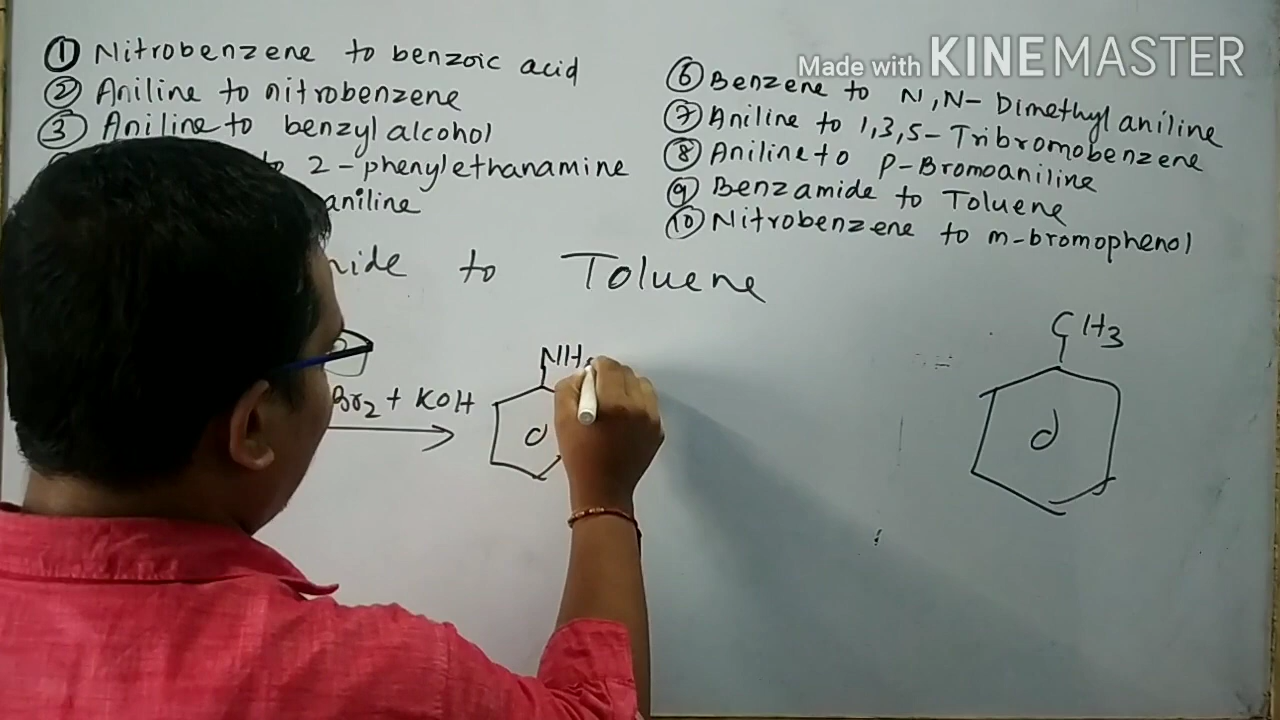 ① Nitrobenzene to benzoic acid
② Aniline to nitrobenzene
③ Aniline to benzyl alcohol
to 2-phenylethanamine
aniline
Made with KINEMASTER
⑥ Benzene to N,N-Dimethyl aniline
⑦ Aniline to 1,3,5-Tribromobenzene
⑧ Aniline to P-Bromoaniline
⑨ Benzamide to Toluene
⑩ Nitrobenzene to m-bromophenol
to Toluene
Br2 + KOH
NH
CH3